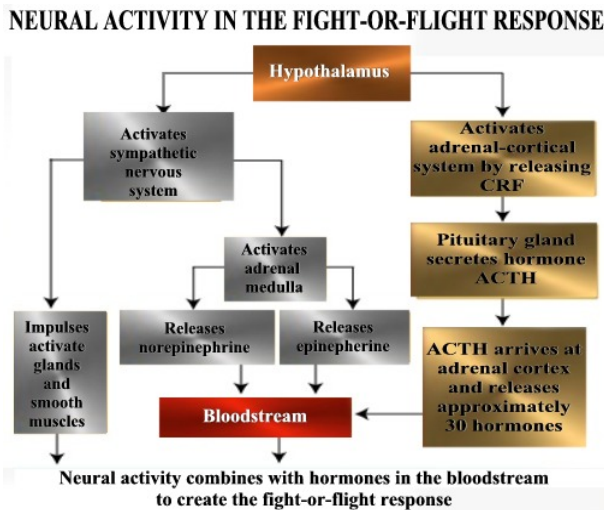 NEURAL ACTIVITY IN THE FIGHT-OR-FLIGHT RESPONSE
Hypothalamus
Activates
sympathetic
nervous
system
Activates
adrenal-cortical
system by releasing
CRF
Activates
adrenal
medulla
Pituitary gland
secretes hormone
ACTH
Impulses
activate
glands
and
smooth
muscles
Releases
norepinephrine
Releases
epinepherine
ACTH arrives at
adrenal cortex
and releases
approximately
30 hormones
Bloodstream
Neural activity combines with hormones in the bloodstream
to create the fight-or-flight response